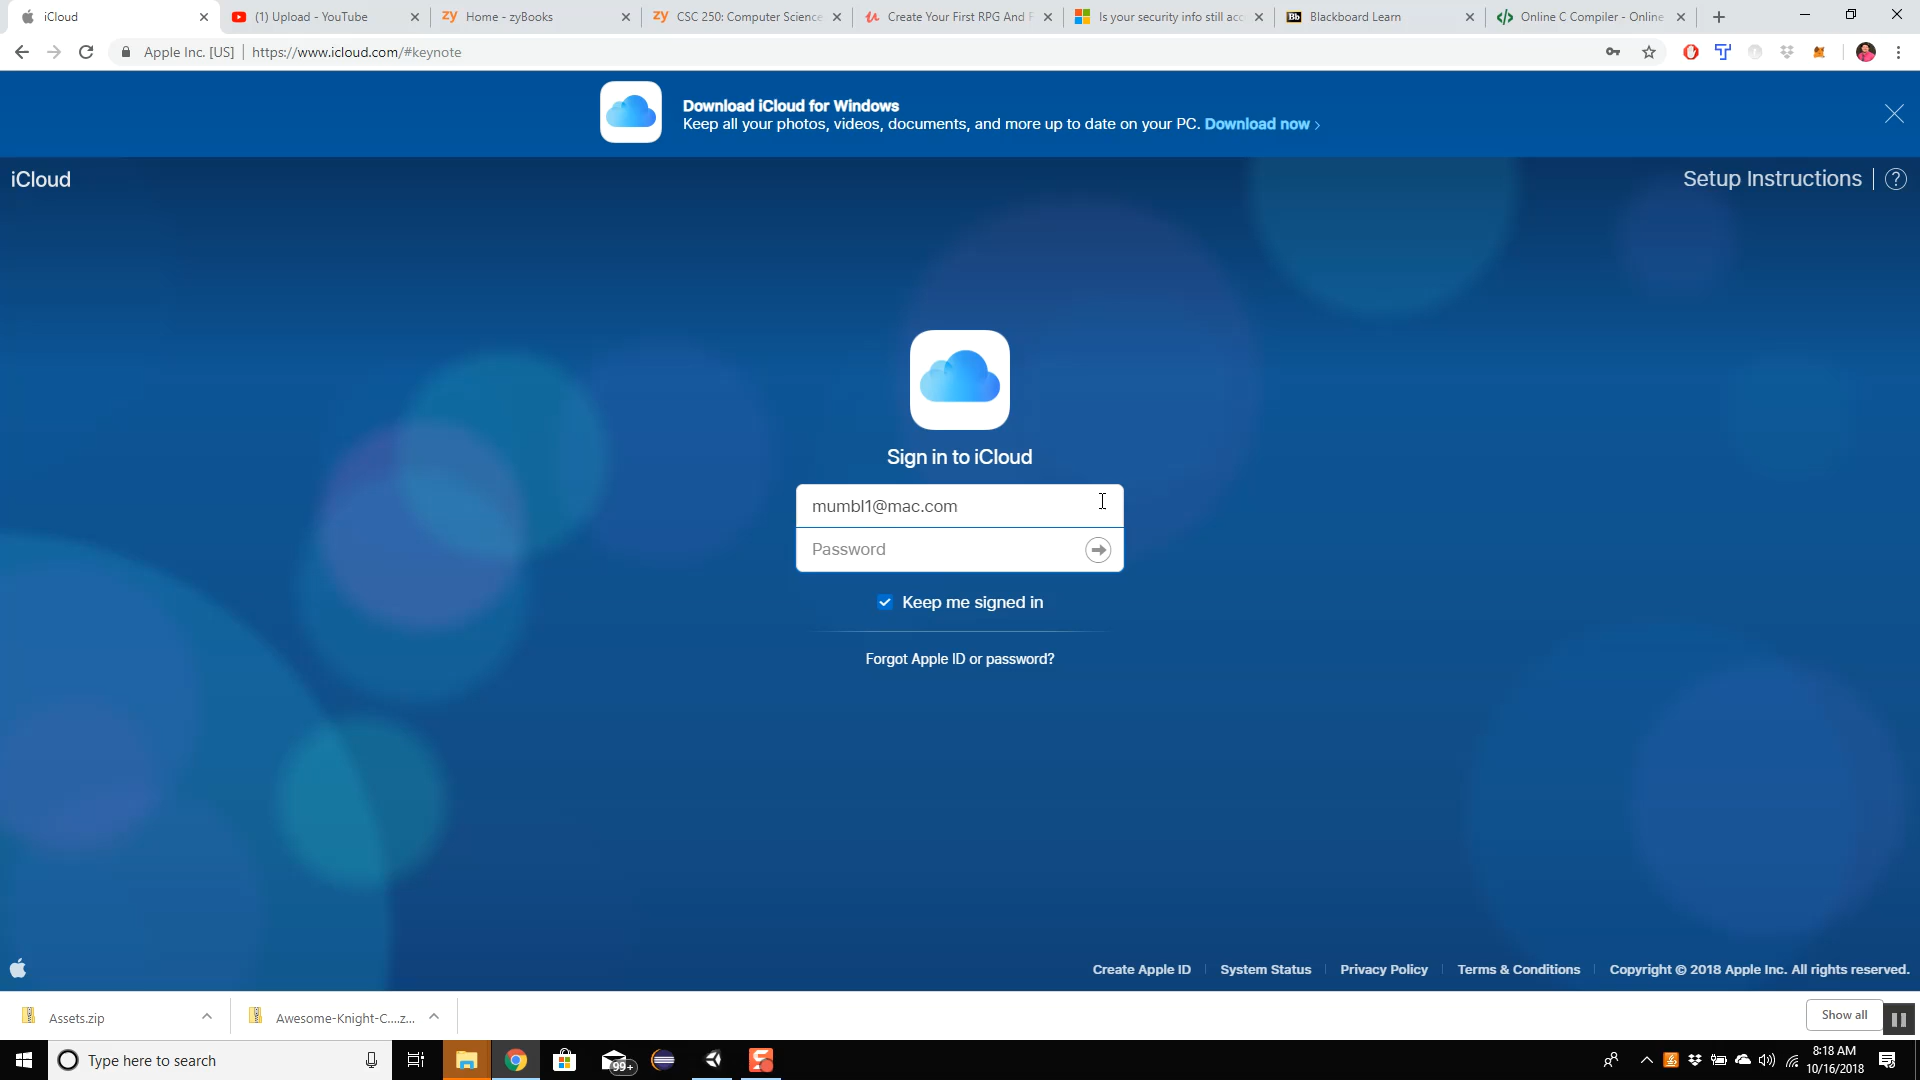 iCloud
(1) Upload - YouTube
zy Home - zyBooks
zy CSC 250: Computer Science
Create Your First RPG And F
Is your security info still acc
Bb Blackboard Learn
</> Online C Compiler - Online
Apple Inc. [US] | https://www.icloud.com/#keynote
Download iCloud for Windows
Keep all your photos, videos, documents, and more up to date on your PC. Download now >
iCloud
Setup Instructions
?
Sign in to iCloud
mumbl1@mac.com
Password
Keep me signed in
Forgot Apple ID or password?
Create Apple ID
System Status
Privacy Policy
Terms & Conditions
Copyright © 2018 Apple Inc. All rights reserved.
Assets.zip
Awesome-Knight-C....z...
Show all
Type here to search
99+
8:18 AM
10/16/2018